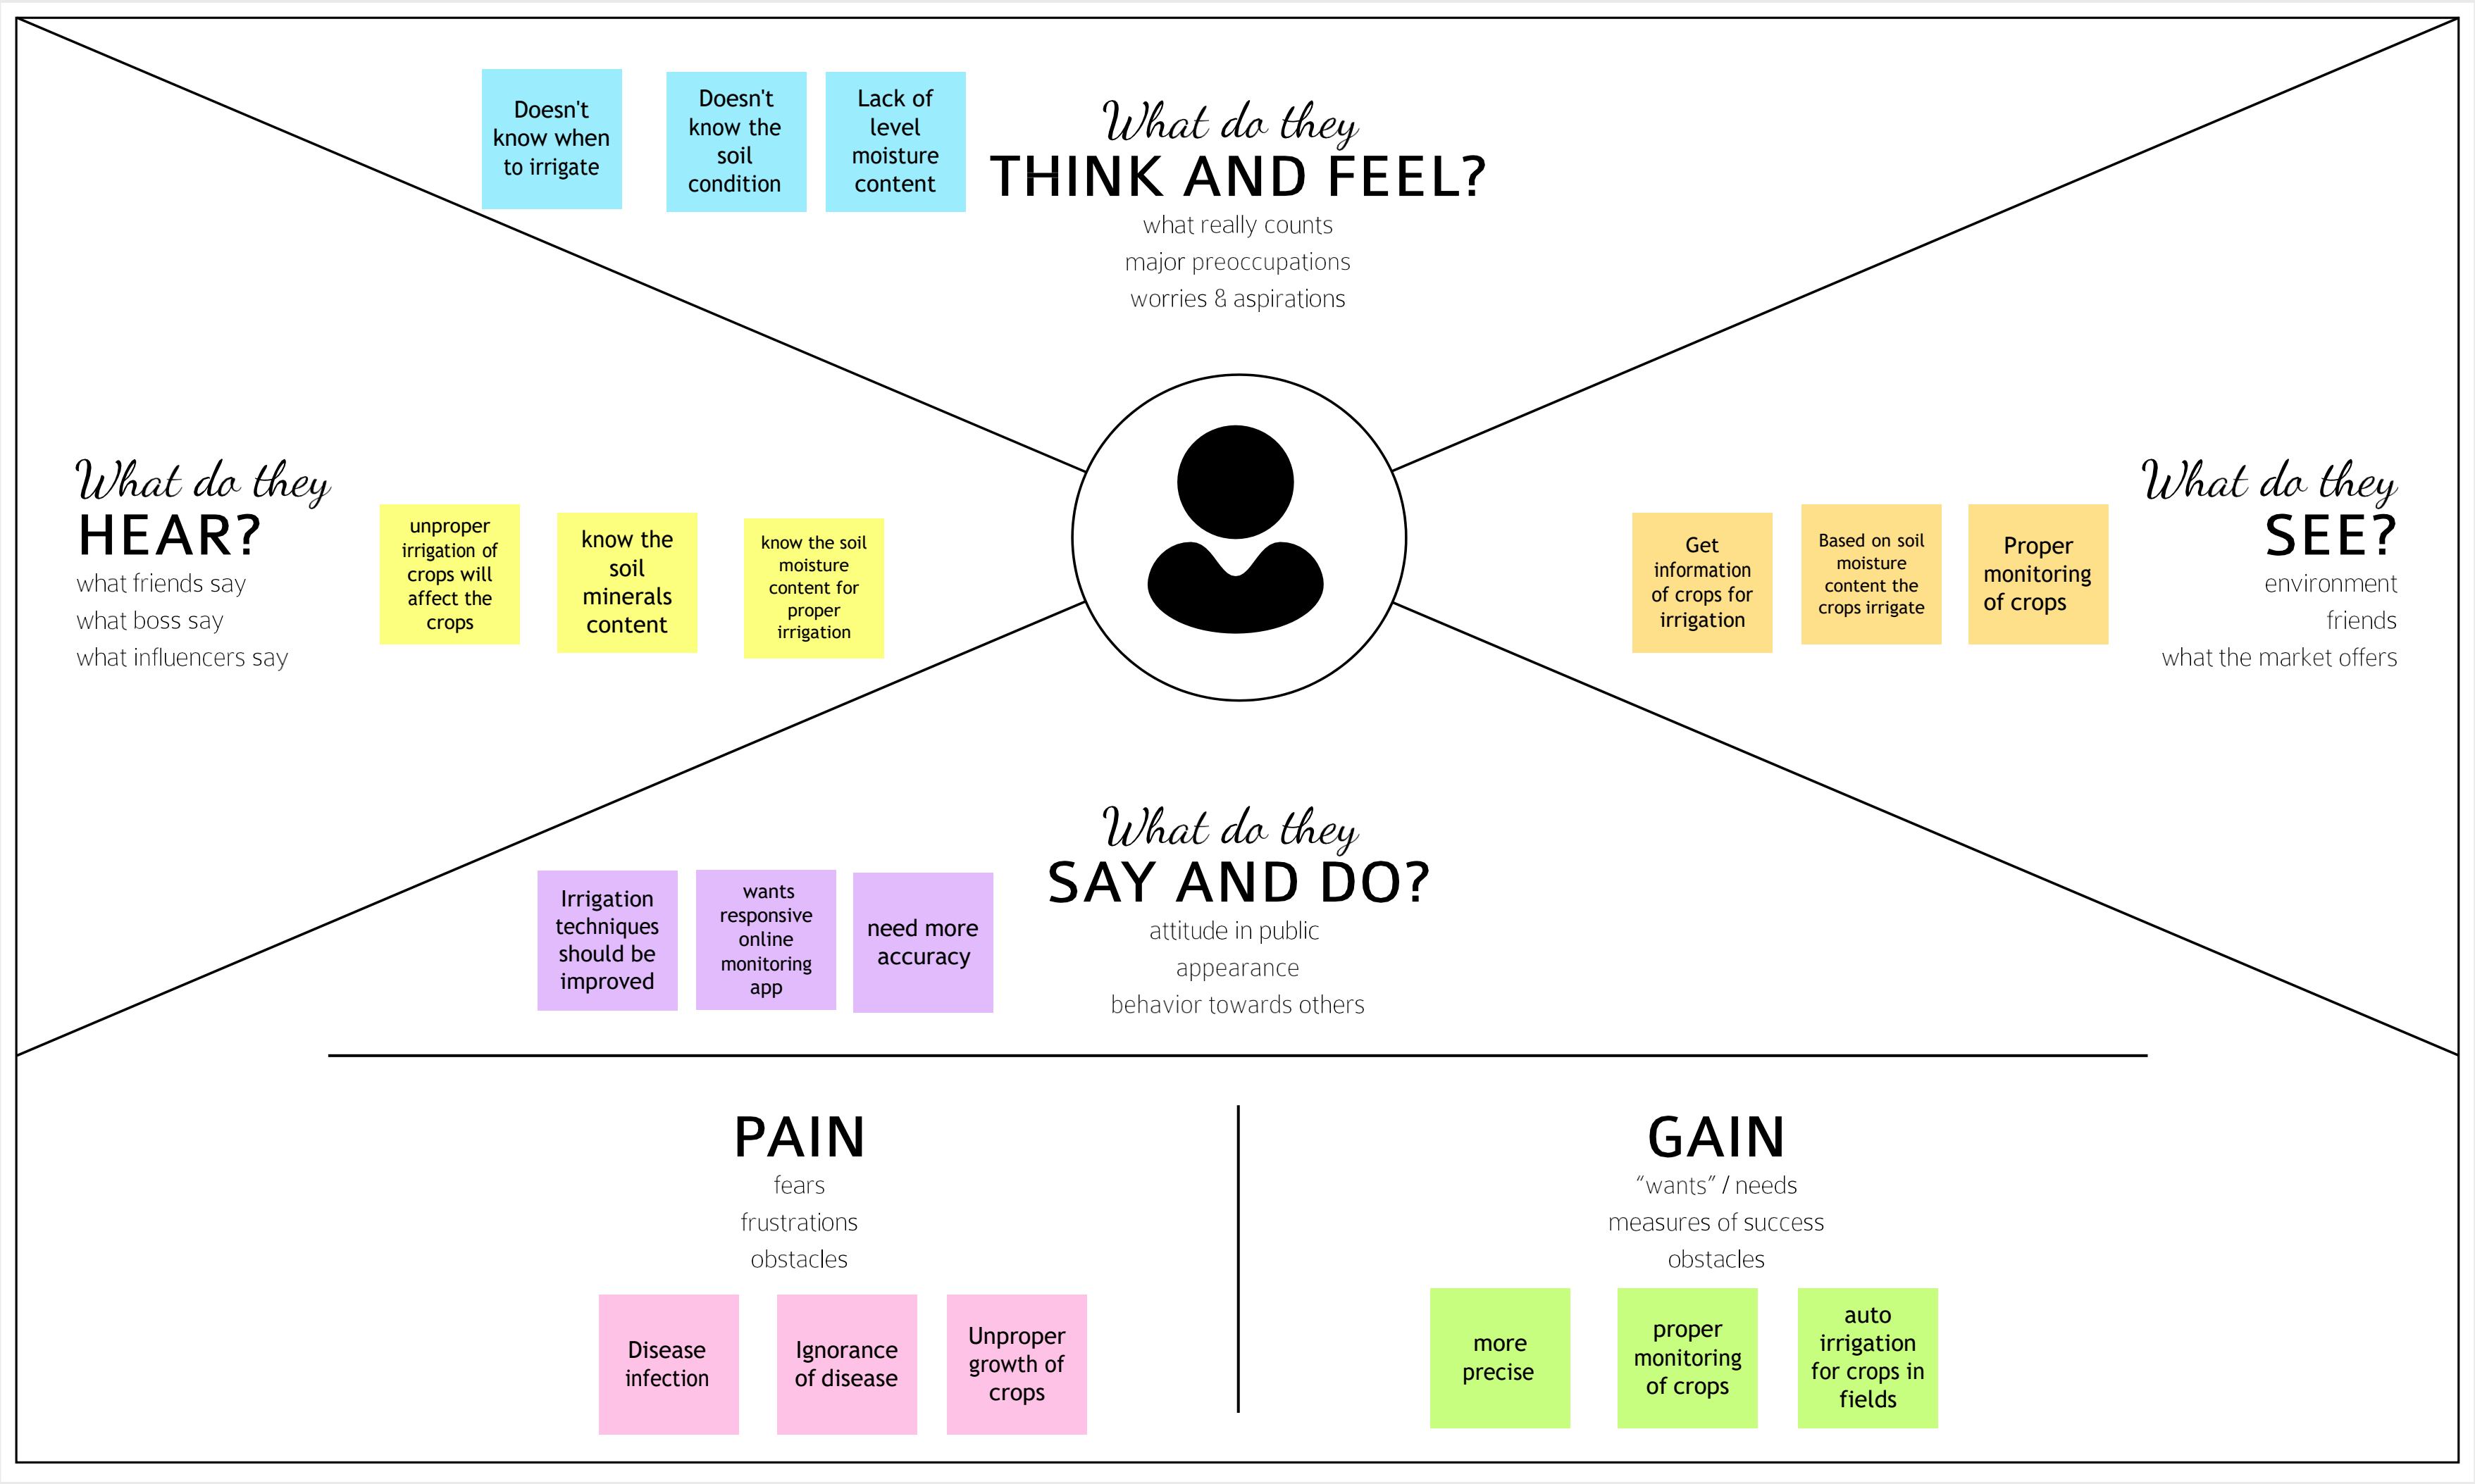 Doesn't
know when
to irrigate
Doesn't
know the
soil
condition
Lack of
level
moisture
content
What do they
THINK AND FEEL?
what really counts
major preoccupations
worries & aspirations
What do they
HEAR?
what friends say
what boss say
what influencers say
unproper
irrigation of
crops will
affect the
crops
know the
soil
minerals
content
know the soil
moisture
content for
proper
irrigation
Get
information
of crops for
irrigation
Based on soil
moisture
content the
crops irrigate
Proper
monitoring
of crops
What do they
SEE?
environment
friends
what the market offers
Irrigation
techniques
should be
improved
wants
responsive
online
monitoring
app
need more
accuracy
What do they
SAY AND DO?
attitude in public
appearance
behavior towards others
PAIN
fears
frustrations
obstacles
Disease
infection
Ignorance
of disease
Unproper
growth of
crops
GAIN
“wants” / needs
measures of success
obstacles
more
precise
proper
monitoring
of crops
auto
irrigation
for crops in
fields